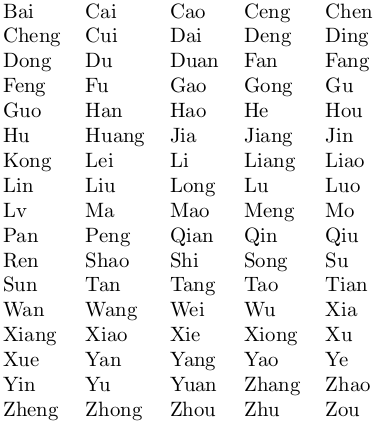 Bai Cai Cao Ceng Chen
Cheng Cui Dai Deng Ding
Dong Du Duan Fan Fang
Feng Fu Gao Gong Gu
Guo Han Hao He Hou
Hu Huang Jia Jiang Jin
Kong Lei Li Liang Liao
Lin Liu Long Lu Luo
Lv Ma Mao Meng Mo
Pan Peng Qian Qin Qiu
Ren Shao Shi Song Su
Sun Tan Tang Tao Tian
Wan Wang Wei Wu Xia
Xiang Xiao Xie Xiong Xu
Xue Yan Yang Yao Ye
Yin Yu Yuan Zhang Zhao
Zheng Zhong Zhou Zhu Zou